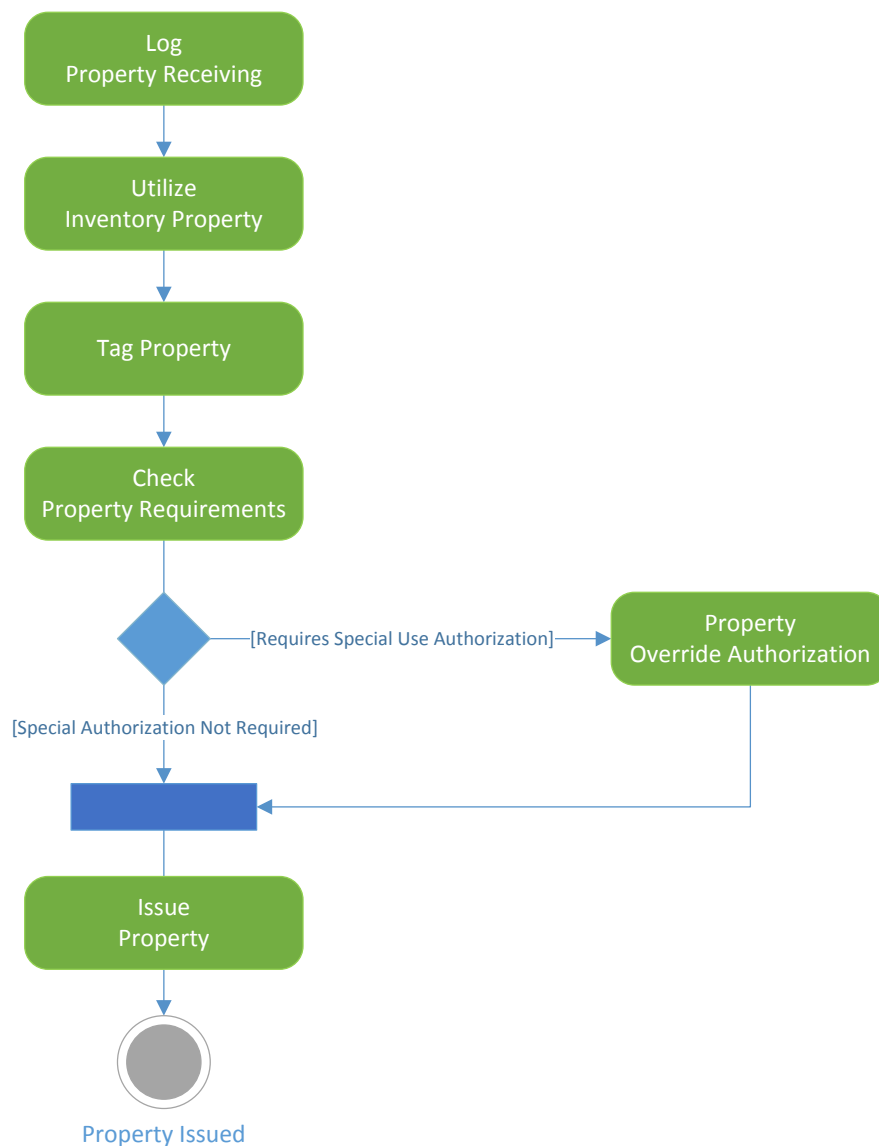 Log
Property Receiving
Utilize
Inventory Property
Tag Property
Check
Property Requirements
[Requires Special Use Authorization]
Property
Override Authorization
[Special Authorization Not Required]
Issue
Property
Property Issued